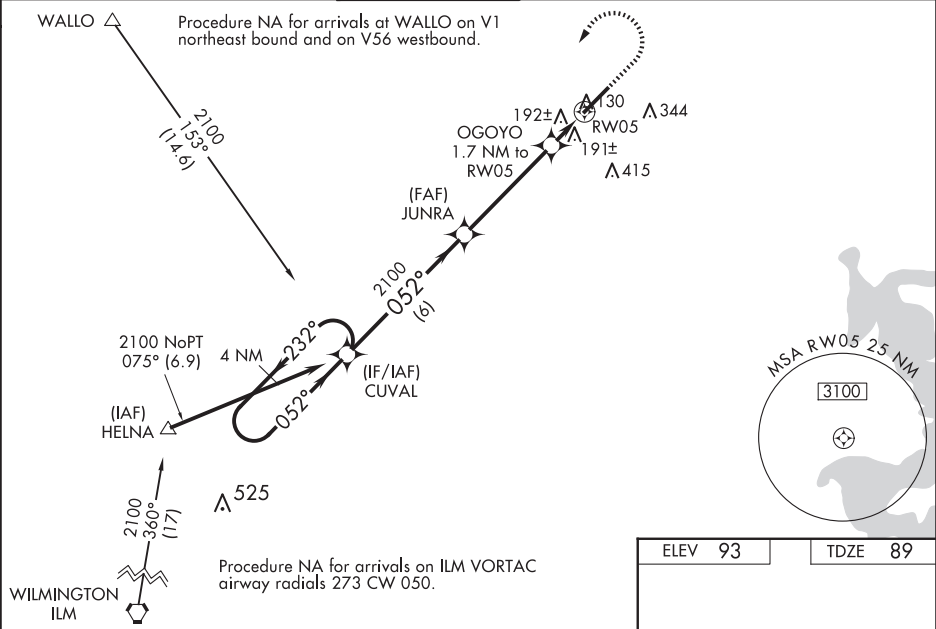 WALLO
Procedure NA for arrivals at WALLO on V1
northeast bound and on V56 westbound.
2100
153°
(14.6)
192±
130
RW05
344
OGOYO
1.7 NM to
RW05
191±
415
(FAF)
JUNRA
2100
052°
(6)
2100 NoPT
075° (6.9)
4 NM
232°
052°
(IF/IAF)
CUVAL
(IAF)
HELNA
MSA RW05 25 NM
3100
2100
360°
(17)
525
Procedure NA for arrivals on ILM VORTAC
airway radials 273 CW 050.
WILMINGTON
ILM
ELEV 93
TDZE 89